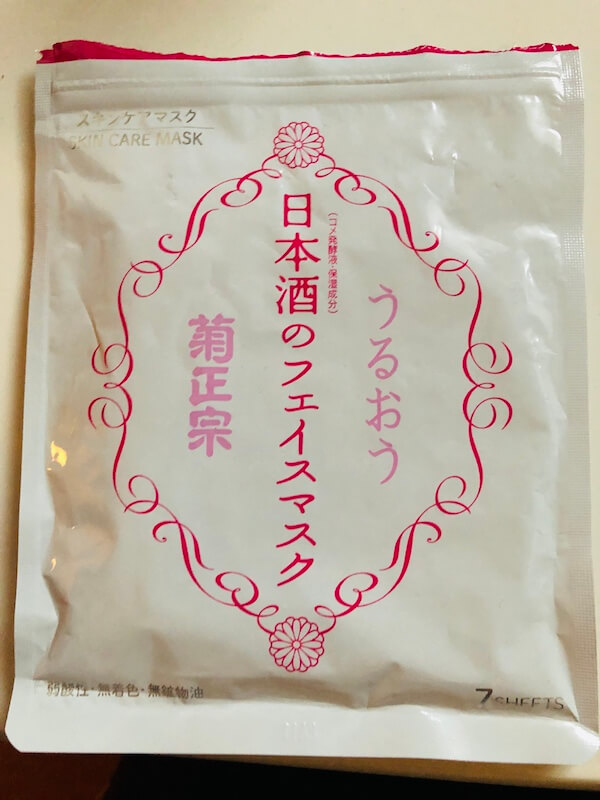 スキンケアマスク
SKIN CARE MASK
うるおう
(コメ発酵液・保湿成分)
日本酒のフェイスマスク
菊正宗
弱酸性・無着色・無鉱物油
7 SHEETS